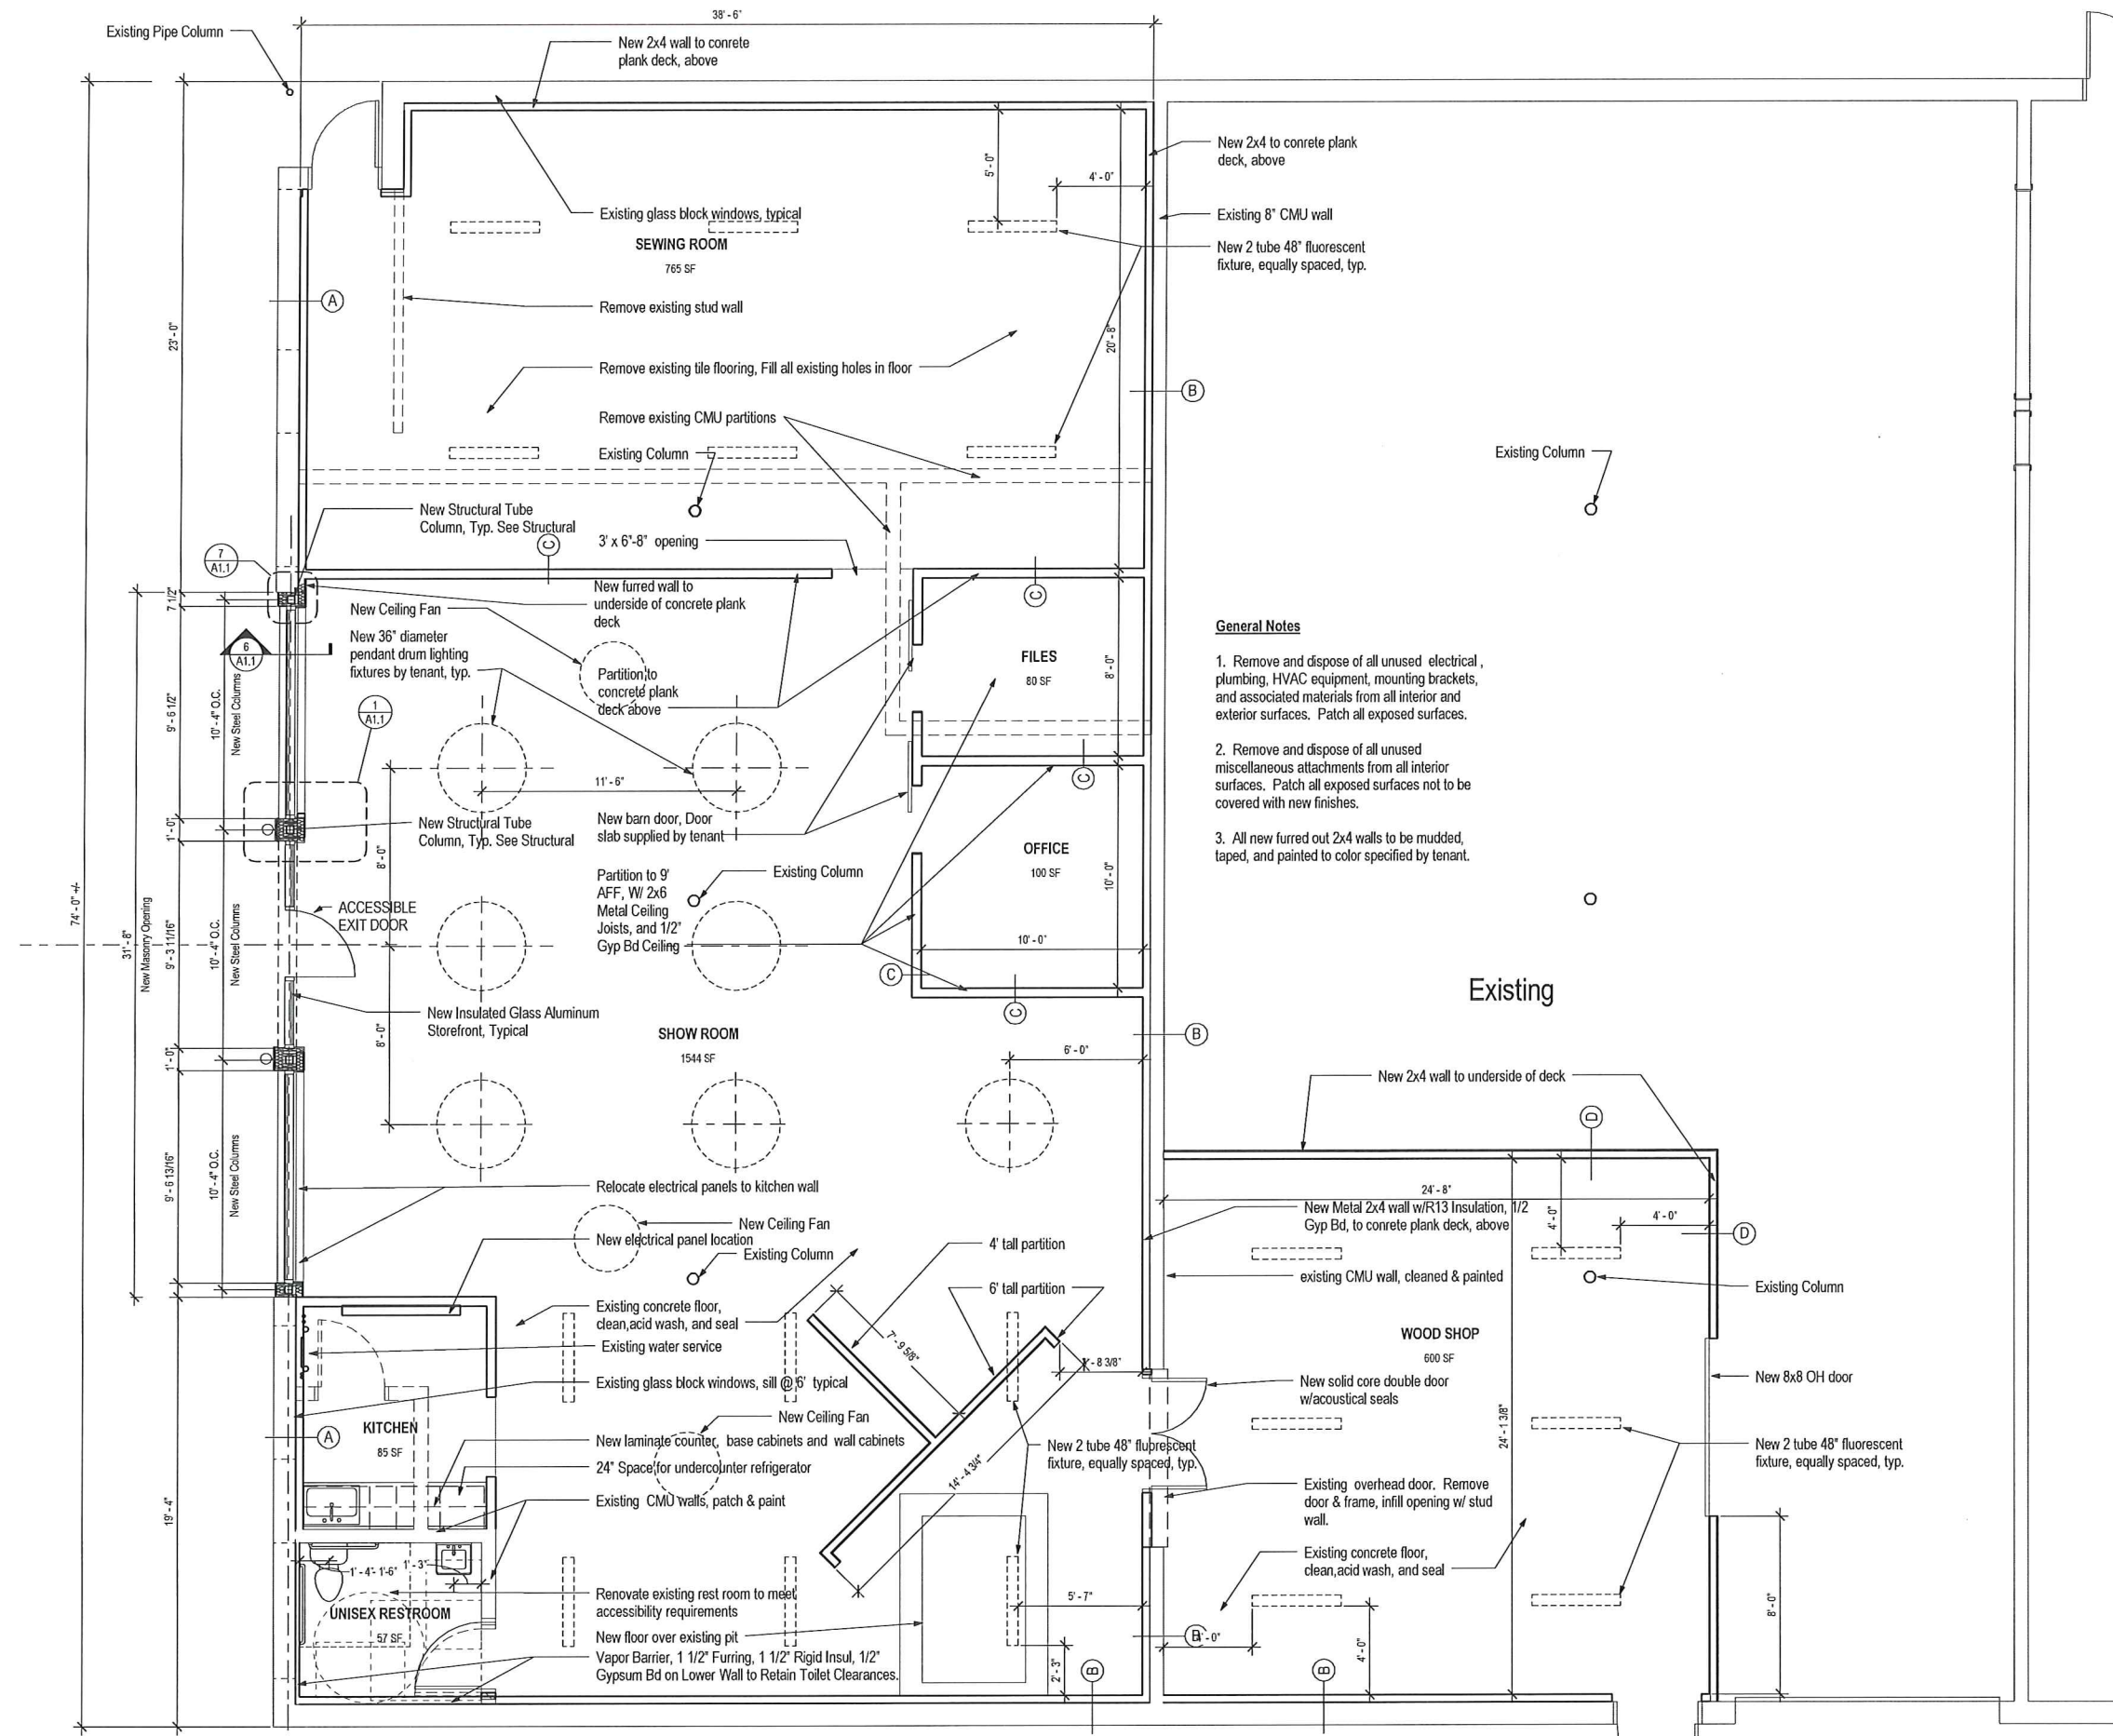 38' - 6"
Existing Pipe Column
New 2x4 wall to conrete
plank deck, above
New 2x4 to conrete plank
deck, above
5' - 0"
4' - 0"
Existing glass block windows, typical
Existing 8" CMU wall
SEWING ROOM
765 SF
New 2 tube 48" fluorescent
fixture, equally spaced, typ.
A
Remove existing stud wall
23' - 0"
20' - 8"
Remove existing tile flooring, Fill all existing holes in floor
B
Remove existing CMU partitions
Existing Column
Existing Column
New Structural Tube
Column, Typ. See Structural
C
3' x 6'-8" opening
7
A1.1
New furred wall to
underside of concrete plank
deck
C
7 1/2"
New Ceiling Fan
New 36" diameter
pendant drum lighting
fixtures by tenant, typ.
6
A1.1
Partition to
concrete plank
deck above
FILES
80 SF
8' - 0"
General Notes
1. Remove and dispose of all unused electrical ,
plumbing, HVAC equipment, mounting brackets,
and associated materials from all interior and
exterior surfaces. Patch all exposed surfaces.
2. Remove and dispose of all unused
miscellaneous attachments from all interior
surfaces. Patch all exposed surfaces not to be
covered with new finishes.
3. All new furred out 2x4 walls to be mudded,
taped, and painted to color specified by tenant.
9' - 6 1/2"
10' - 4" O.C.
New Steel Columns
1
A1.1
C
11' - 6"
New barn door, Door
slab supplied by tenant
New Structural Tube
Column, Typ. See Structural
1' - 0"
8' - 0"
OFFICE
100 SF
10' - 0"
Partition to 9'
AFF, W/ 2x6
Metal Ceiling
Joists, and 1/2"
Gyp Bd Ceiling
Existing Column
74' - 0" +/-
31' - 8"
New Masonry Opening
9' - 3 11/16"
10' - 4" O.C.
New Steel Columns
ACCESSIBLE
EXIT DOOR
10' - 0"
C
Existing
New Insulated Glass Aluminum
Storefront, Typical
C
8' - 0"
SHOW ROOM
1544 SF
B
1' - 0"
6' - 0"
New 2x4 wall to underside of deck
D
9' - 6 13/16"
10' - 4" O.C.
New Steel Columns
Relocate electrical panels to kitchen wall
24' - 8"
New Metal 2x4 wall w/R13 Insulation, 1/2
Gyp Bd, to conrete plank deck, above
4' - 0"
4' - 0"
D
New Ceiling Fan
New electrical panel location
Existing Column
4' tall partition
6' tall partition
existing CMU wall, cleaned & painted
Existing Column
Existing concrete floor,
clean,acid wash, and seal
Existing water service
7' - 9 5/8"
- 8 3/8"
WOOD SHOP
600 SF
Existing glass block windows, sill @ 6' typical
New solid core double door
w/acoustical seals
New 8x8 OH door
New Ceiling Fan
KITCHEN
85 SF
A
New laminate counter, base cabinets and wall cabinets
24" Space for undercounter refrigerator
New 2 tube 48" fluorescent
fixture, equally spaced, typ.
24' - 1 3/8"
New 2 tube 48" fluorescent
fixture, equally spaced, typ.
14' - 4 3/4"
Existing CMU walls, patch & paint
Existing overhead door. Remove
door & frame, infill opening w/ stud
wall.
19' - 4"
Existing concrete floor,
clean,acid wash, and seal
1' - 4"
1'-6"
1' - 3"
Renovate existing rest room to meet
accessibility requirements
5' - 7"
8' - 0"
UNISEX RESTROOM
57 SF
New floor over existing pit
B
- 0"
4' - 0"
Vapor Barrier, 1 1/2" Furring, 1 1/2" Rigid Insul, 1/2"
Gypsum Bd on Lower Wall to Retain Toilet Clearances.
2' - 3"
B
B